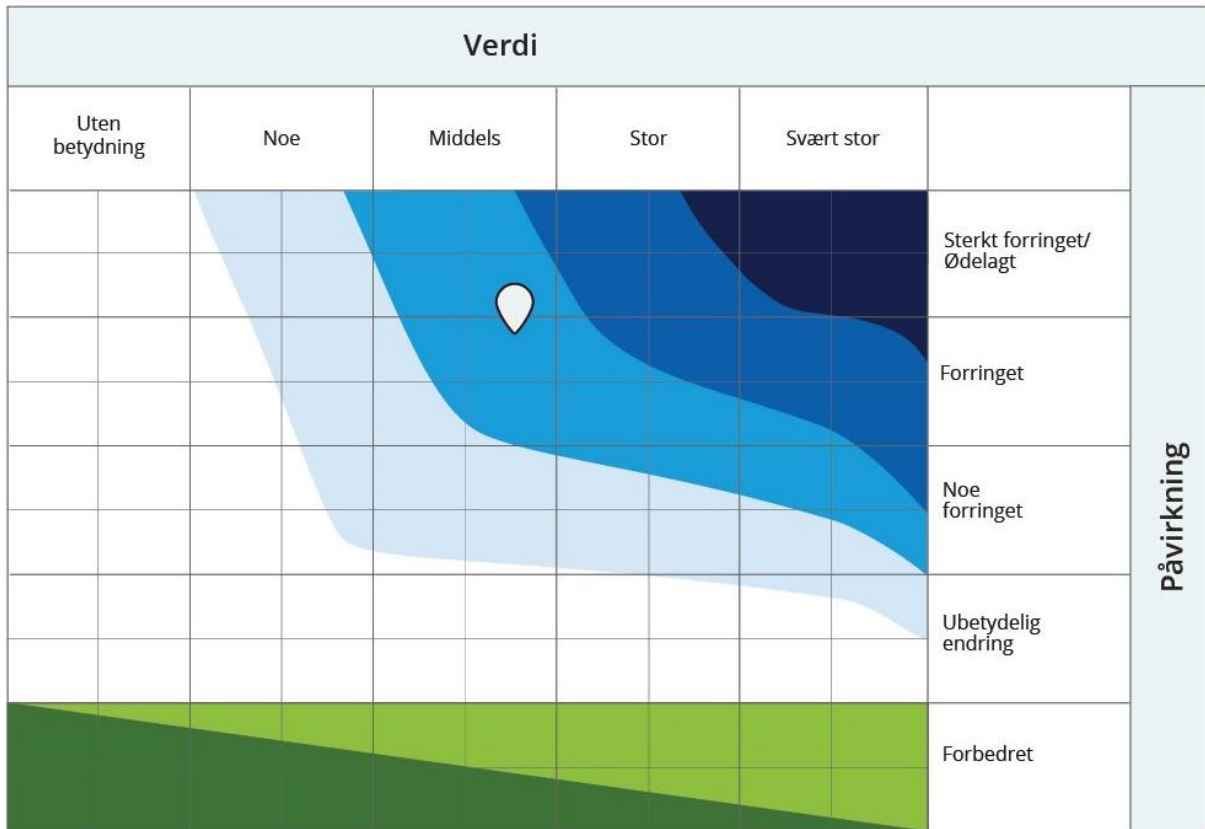 Verdi
Uten
betydning
Noe
Middels
Stor
Svært stor
Sterkt forringet/
Ødelagt
Forringet
Noe
forringet
Ubetydelig
endring
Forbedret
Påvirkning